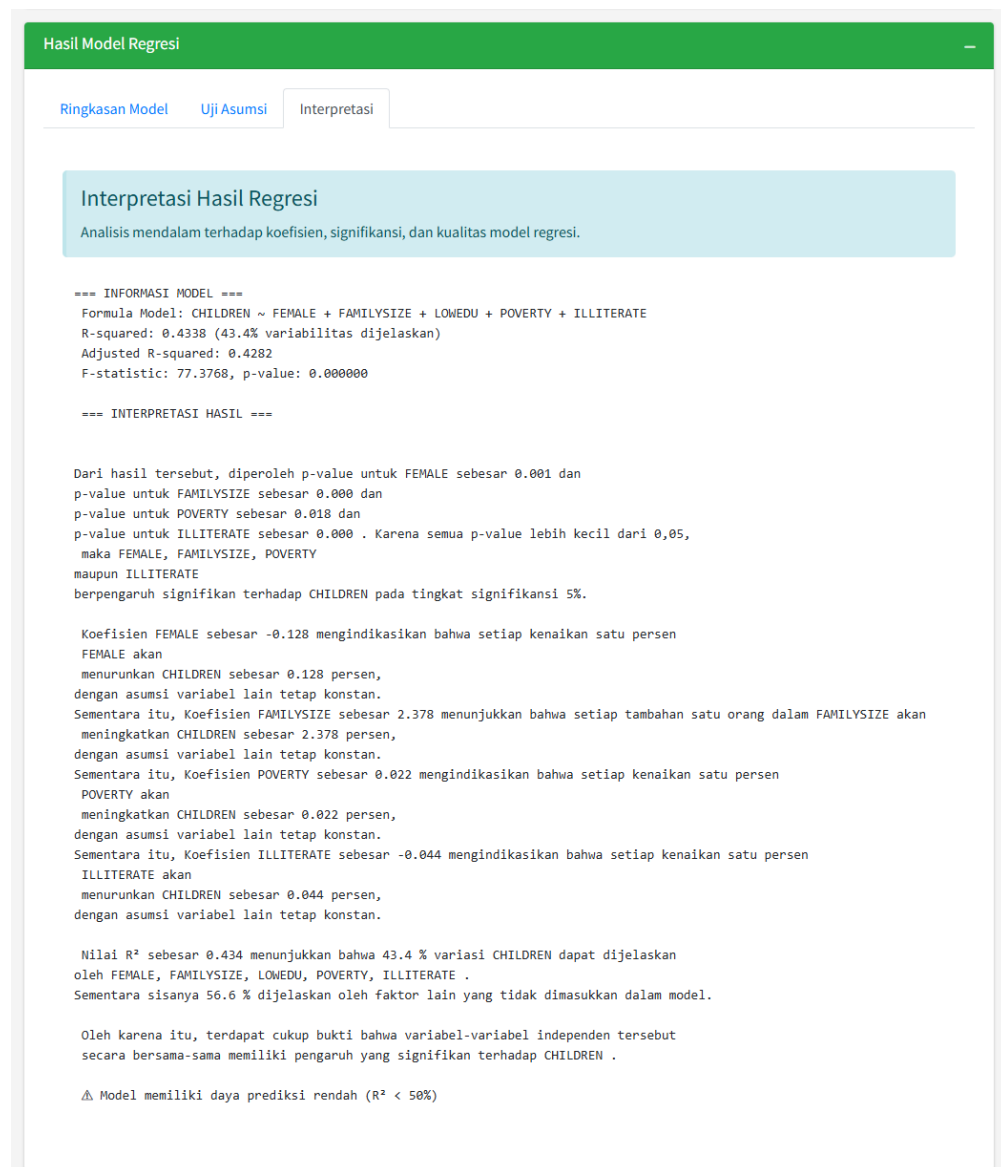 Hasil Model Regresi
Ringkasan Model Uji Asumsi Interpretasi
Interpretasi Hasil Regresi
Analisis mendalam terhadap koefisien, signifikansi, dan kualitas model regresi.
=== INFORMASI MODEL ===
Formula Model: CHILDREN ~ FEMALE + FAMILYSIZE + LOWEDU + POVERTY + ILLITERATE
R-squared: 0.4338 (43.4% variabilitas dijelaskan)
Adjusted R-squared: 0.4282
F-statistic: 77.3768, p-value: 0.000000
=== INTERPRETASI HASIL ===
Dari hasil tersebut, diperoleh p-value untuk FEMALE sebesar 0.001 dan
p-value untuk FAMILYSIZE sebesar 0.000 dan
p-value untuk POVERTY sebesar 0.018 dan
p-value untuk ILLITERATE sebesar 0.000 . Karena semua p-value lebih kecil dari 0,05,
maka FEMALE, FAMILYSIZE, POVERTY
maupun ILLITERATE
berpengaruh signifikan terhadap CHILDREN pada tingkat signifikansi 5%.
Koefisien FEMALE sebesar -0.128 mengindikasikan bahwa setiap kenaikan satu persen
FEMALE akan
menurunkan CHILDREN sebesar 0.128 persen,
dengan asumsi variabel lain tetap konstan.
Sementara itu, Koefisien FAMILYSIZE sebesar 2.378 menunjukkan bahwa setiap tambahan satu orang dalam FAMILYSIZE akan
meningkatkan CHILDREN sebesar 2.378 persen,
dengan asumsi variabel lain tetap konstan.
Sementara itu, Koefisien POVERTY sebesar 0.022 mengindikasikan bahwa setiap kenaikan satu persen
POVERTY akan
meningkatkan CHILDREN sebesar 0.022 persen,
dengan asumsi variabel lain tetap konstan.
Sementara itu, Koefisien ILLITERATE sebesar -0.044 mengindikasikan bahwa setiap kenaikan satu persen
ILLITERATE akan
menurunkan CHILDREN sebesar 0.044 persen,
dengan asumsi variabel lain tetap konstan.
Nilai R² sebesar 0.434 menunjukkan bahwa 43.4 % variasi CHILDREN dapat dijelaskan
oleh FEMALE, FAMILYSIZE, LOWEDU, POVERTY, ILLITERATE .
Sementara sisanya 56.6 % dijelaskan oleh faktor lain yang tidak dimasukkan dalam model.
Oleh karena itu, terdapat cukup bukti bahwa variabel-variabel independen tersebut
secara bersama-sama memiliki pengaruh yang signifikan terhadap CHILDREN .
⚠ Model memiliki daya prediksi rendah (R² < 50%)